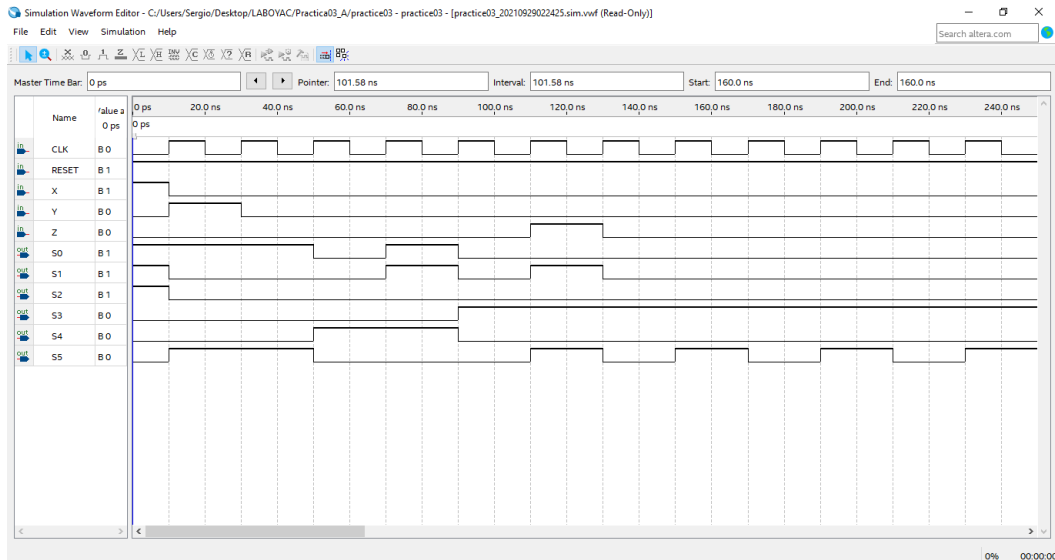 Simulation Waveform Editor - C:/Users/Sergio/Desktop/LABOYAC/Practica03_A/practice03 - practice03 - [practice03_20210929022425.sim.vwf (Read-Only)]
File Edit View Simulation Help
Search altera.com
Master Time Bar: 0 ps Pointer: 101.58 ns Interval: 101.58 ns Start: 160.0 ns End: 160.0 ns
Name
Value a
0 ps
0 ps 20.0 ns 40.0 ns 60.0 ns 80.0 ns 100.0 ns 120.0 ns 140.0 ns 160.0 ns 180.0 ns 200.0 ns 220.0 ns 240.0 ns
0 ps
in CLK B 0
in RESET B 1
in X B 1
in Y B 0
in Z B 0
out S0 B 1
out S1 B 1
out S2 B 1
out S3 B 0
out S4 B 0
out S5 B 0
0% 00:00:00